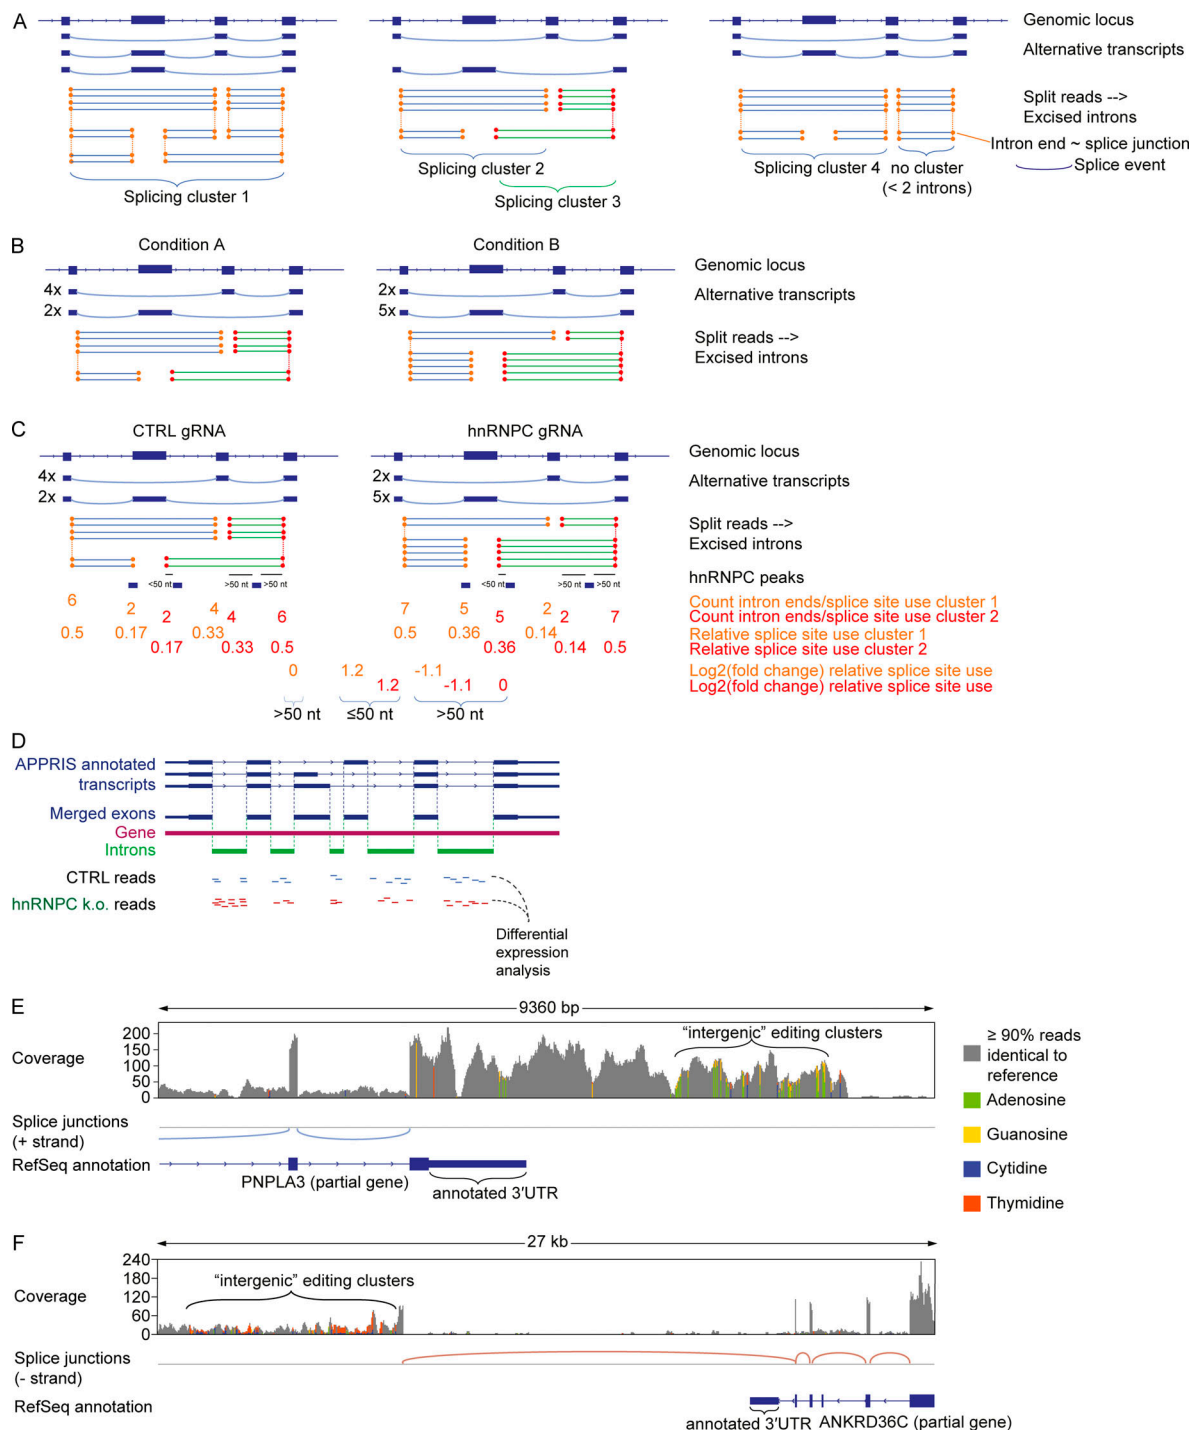 A
Genomic locus
Alternative transcripts
Split reads -->
Excised introns
Intron end ~ splice junction
Splice event
Splicing cluster 1
Splicing cluster 2
Splicing cluster 3
Splicing cluster 4
no cluster
(< 2 introns)
B
Condition A
Condition B
Genomic locus
4x
2x
Alternative transcripts
2x
5x
Split reads -->
Excised introns
C
CTRL gRNA
hnRNPC gRNA
Genomic locus
4x
2x
Alternative transcripts
2x
5x
Split reads -->
Excised introns
<50 nt
>50 nt
>50 nt
<50 nt
>50 nt
>50 nt
hnRNPC peaks
6
2
4
7
5
2
Count intron ends/splice site use cluster 1
2
4
6
5
2
7
Count intron ends/splice site use cluster 2
0.5
0.17
0.33
0.5
0.36
0.14
Relative splice site use cluster 1
0.17
0.33
0.5
0.36
0.14
0.5
Relative splice site use cluster 2
0
1.2
-1.1
Log2(fold change) relative splice site use
1.2
-1.1
0
Log2(fold change) relative splice site use
>50 nt
≤50 nt
>50 nt
D
APPRIS annotated
transcripts
Merged exons
Gene
Introns
CTRL reads
hnRNPC k.o. reads
Differential
expression
analysis
E
9360 bp
Coverage
200
150
100
50
0
"intergenic" editing clusters
≥ 90% reads
identical to
reference
Adenosine
Guanosine
Cytidine
Thymidine
Splice junctions
(+ strand)
RefSeq annotation
PNPLA3 (partial gene)
annotated 3′UTR
F
27 kb
Coverage
240
180
120
60
0
"intergenic" editing clusters
Splice junctions
(- strand)
RefSeq annotation
annotated 3′UTR
ANKRD36C (partial gene)